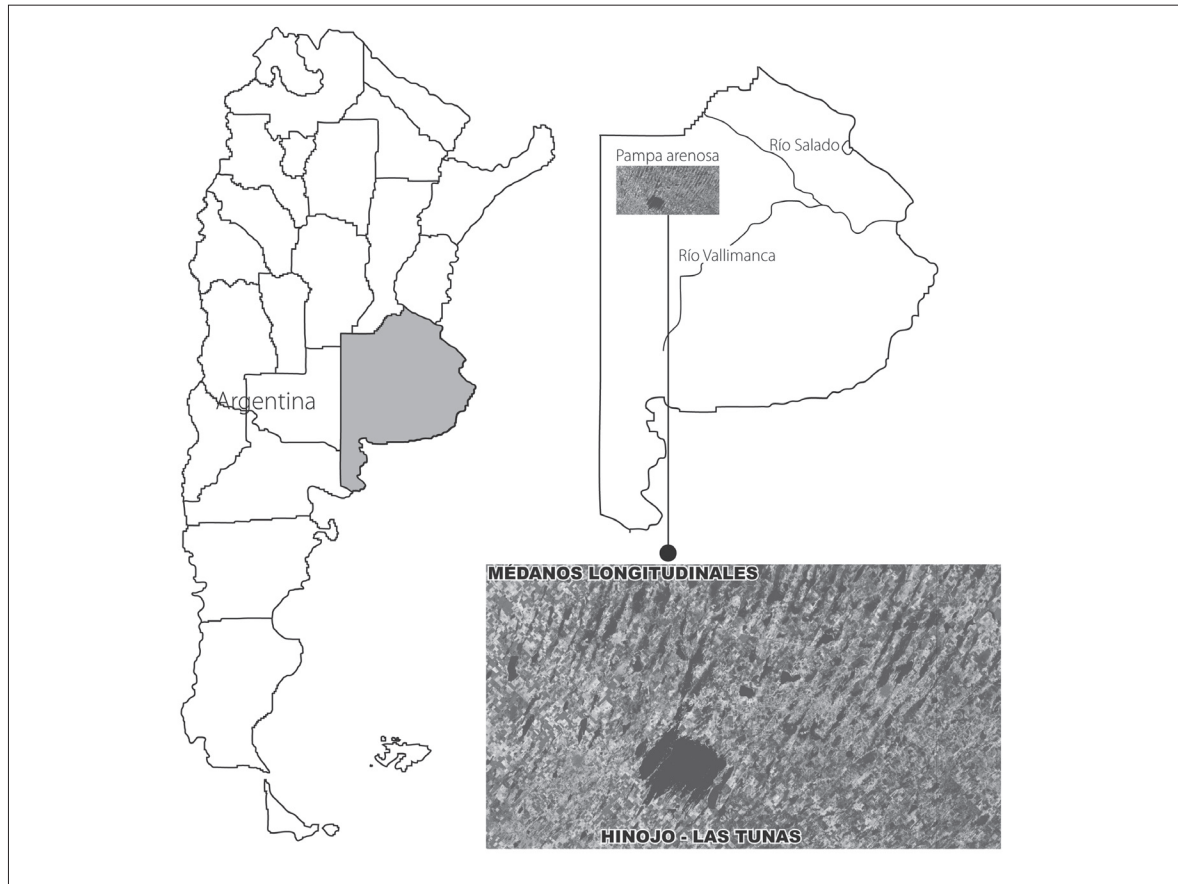 Argentina
Río Salado
Pampa arenosa
Río Vallimanca
MÉDANOS LONGITUDINALES
HINOJO - LAS TUNAS